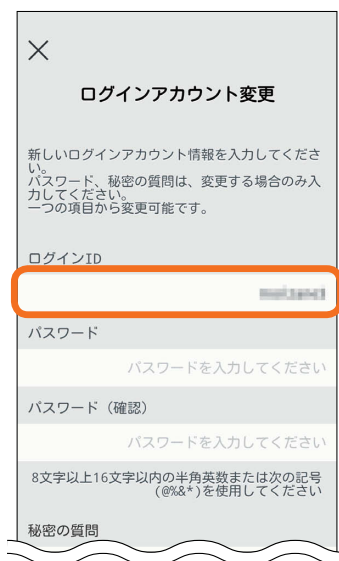 ログインアカウント変更
新しいログインアカウント情報を入力してくださ
い。
パスワード、秘密の質問は、変更する場合のみ入
力してください。
一つの項目から変更可能です。
ログインID
パスワード
パスワードを入力してください
パスワード（確認）
パスワードを入力してください
8文字以上16文字以内の半角英数または次の記号
(@%&*)を使用してください
秘密の質問